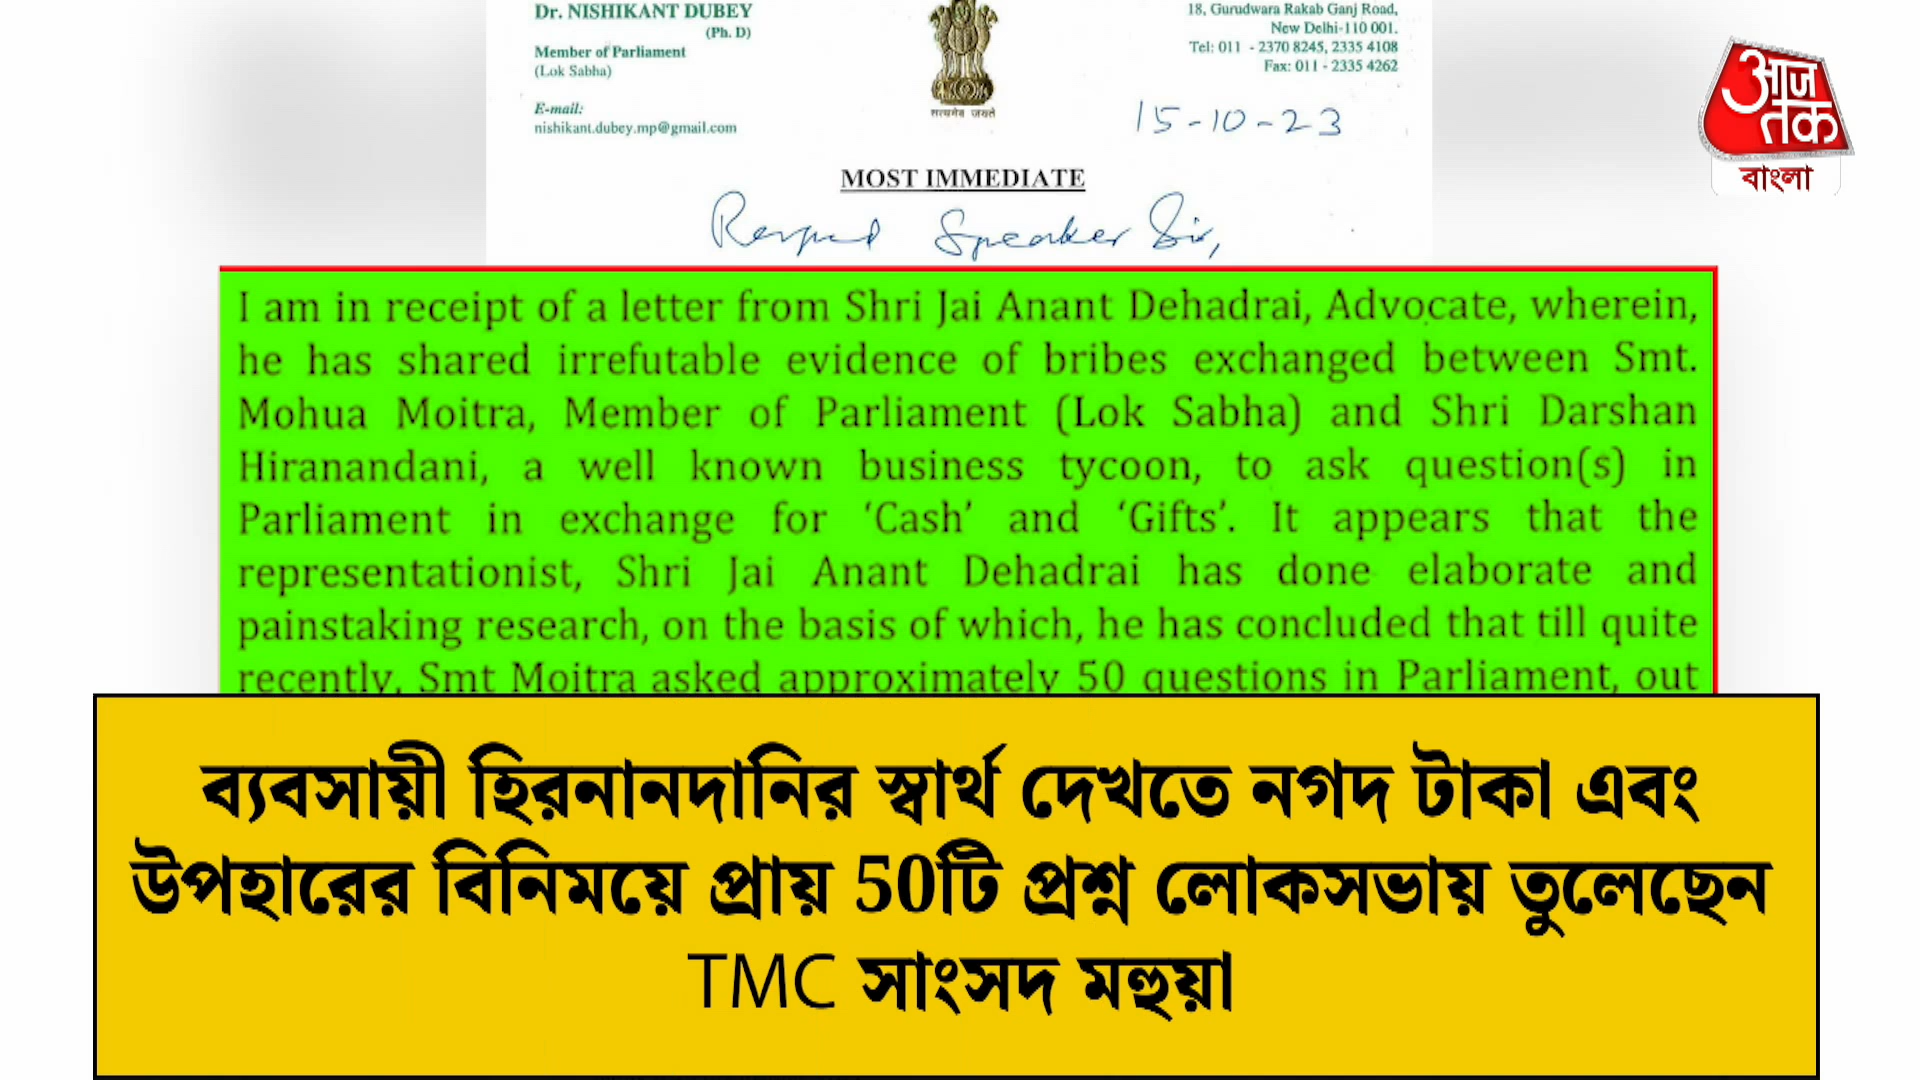 Dr. NISHIKANT DUBEY
(Ph. D)
Member of Parliament
(Lok Sabha)
E-mail:
nishikant.dubey.mp@gmail.com
सत्यमेव जयते
18, Gurudwara Rakab Ganj Road,
New Delhi-110 001.
Tel: 011 - 2370 8245, 2335 4108
Fax: 011 - 2335 4262
15-10-23
आज
तक
বাংলা
MOST IMMEDIATE
Speaker Sir,
I am in receipt of a letter from Shri Jai Anant Dehadrai, Advocate, wherein,
he has shared irrefutable evidence of bribes exchanged between Smt.
Mohua Moitra, Member of Parliament (Lok Sabha) and Shri Darshan
Hiranandani, a well known business tycoon, to ask question(s) in
Parliament in exchange for ‘Cash’ and ‘Gifts’. It appears that the
representationist, Shri Jai Anant Dehadrai has done elaborate and
painstaking research, on the basis of which, he has concluded that till quite
recently, Smt Moitra asked approximately 50 questions in Parliament, out
ব্যবসায়ী হিরনানদানির স্বার্থ দেখতে নগদ টাকা এবং
উপহারের বিনিময়ে প্রায় 50টি প্রশ্ন লোকসভায় তুলেছেন
TMC সাংসদ মহুয়া